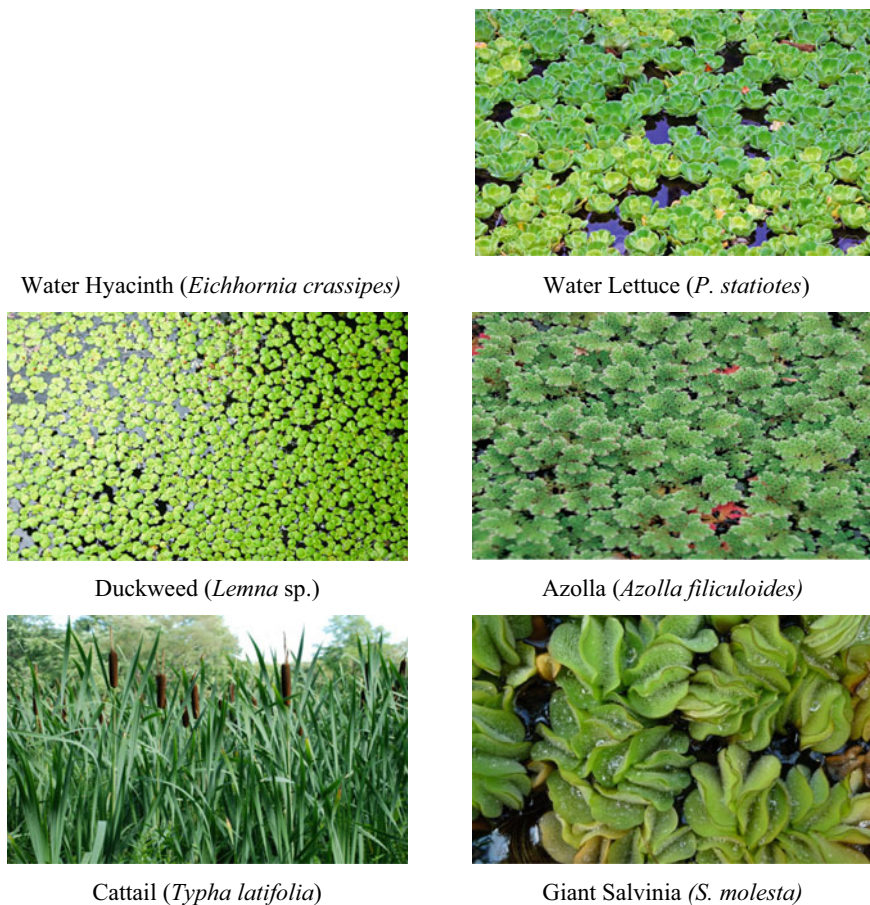 Water Hyacinth (Eichhornia crassipes)
Water Lettuce (P. statiotes)
Duckweed (Lemna sp.)
Azolla (Azolla filiculoides)
Cattail (Typha latifolia)
Giant Salvinia (S. molesta)